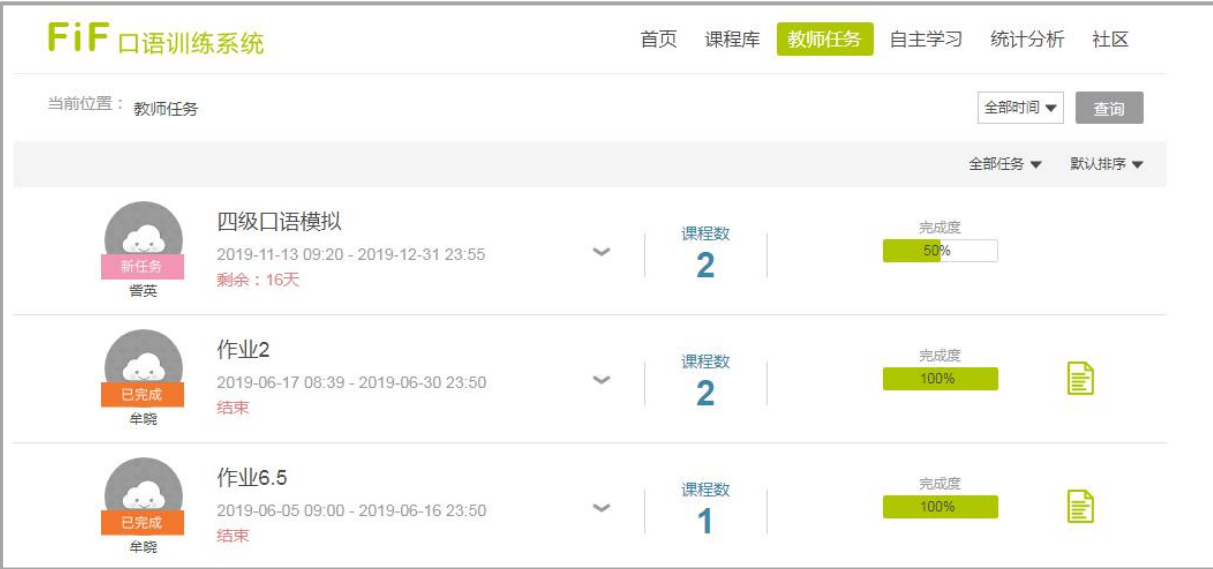 FiF 口语训练系统
首页 课程库 教师任务 自主学习 统计分析 社区
当前位置： 教师任务
全部时间 查询
全部任务 默认排序
四级口语模拟
2019-11-13 09:20 - 2019-12-31 23:55
剩余：16天
新任务
訾英
课程数
2
完成度
50%
作业2
2019-06-17 08:39 - 2019-06-30 23:50
结束
已完成
牟晓
课程数
2
完成度
100%
作业6.5
2019-06-05 09:00 - 2019-06-16 23:50
结束
已完成
牟晓
课程数
1
完成度
100%